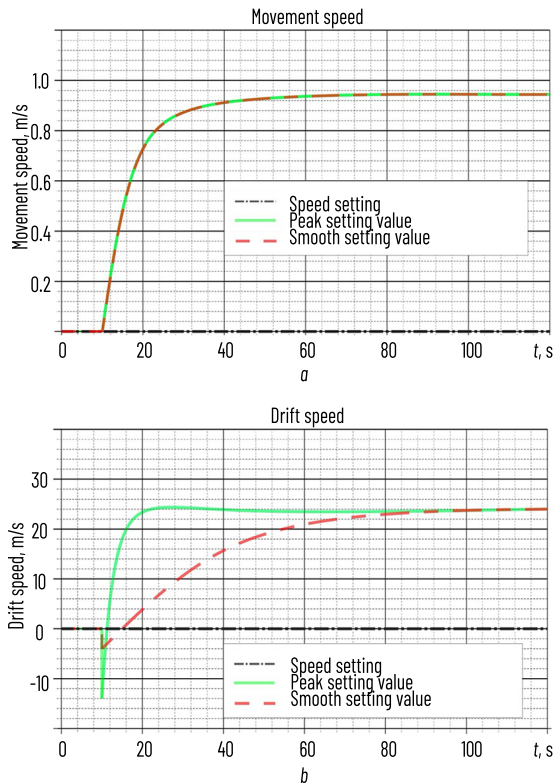 Movement speed
Movement speed, m/s
1.0
0.8
0.6
0.4
0.2
Speed setting
Peak setting value
Smooth setting value
0 20 40 60 80 100 t, s
a
Drift speed
Drift speed, m/s
30
20
10
0
-10
Speed setting
Peak setting value
Smooth setting value
0 20 40 60 80 100 t, s
b